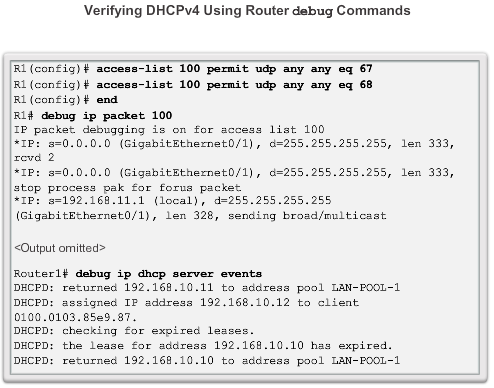 Verifying DHCPv4 Using Router debug Commands
R1(config)# access-list 100 permit udp any any eq 67
R1(config)# access-list 100 permit udp any any eq 68
R1(config)# end
R1# debug ip packet 100
IP packet debugging is on for access list 100
*IP: s=0.0.0.0 (GigabitEthernet0/1), d=255.255.255.255, len 333,
rcvd 2
*IP: s=0.0.0.0 (GigabitEthernet0/1), d=255.255.255.255, len 333,
stop process pak for forus packet
*IP: s=192.168.11.1 (local), d=255.255.255.255
(GigabitEthernet0/1), len 328, sending broad/multicast
<Output omitted>
Router1# debug ip dhcp server events
DHCPD: returned 192.168.10.11 to address pool LAN-POOL-1
DHCPD: assigned IP address 192.168.10.12 to client
0100.0103.85e9.87.
DHCPD: checking for expired leases.
DHCPD: the lease for address 192.168.10.10 has expired.
DHCPD: returned 192.168.10.10 to address pool LAN-POOL-1